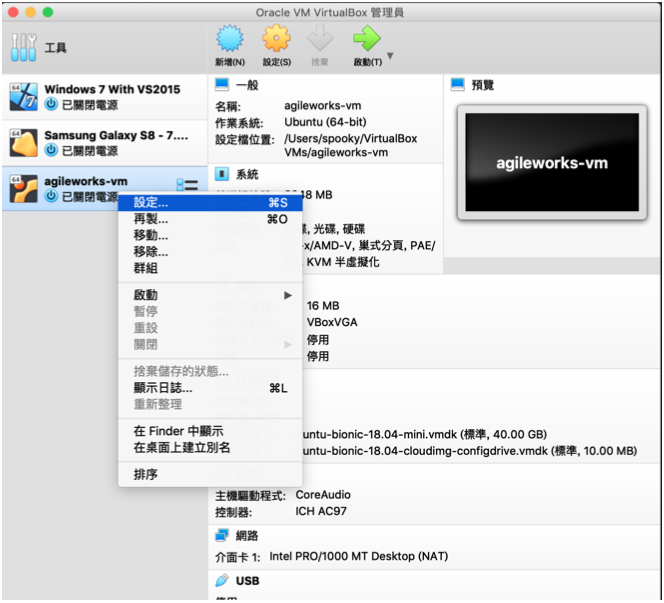 Oracle VM VirtualBox 管理員
工具
新增(N)
設定(S)
捨棄
啟動(T)
64
Windows 7 With VS2015
已關閉電源
64
Samsung Galaxy S8 - 7....
已關閉電源
64
agileworks-vm
已關閉電源
設定... ⌘S
再製... ⌘O
移動...
移除...
群組
啟動
暫停
重設
關閉
捨棄儲存的狀態...
顯示日誌... ⌘L
重新整理
在 Finder 中顯示
在桌面上建立別名
排序
一般
名稱: agileworks-vm
作業系統: Ubuntu (64-bit)
設定檔位置: /Users/spooky/VirtualBox
VMs/agileworks-vm
預覽
agileworks-vm
系統
48 MB
, 光碟, 硬碟
x/AMD-V, 巢式分頁, PAE/
KVM 半虛擬化
16 MB
VBoxVGA
停用
停用
untu-bionic-18.04-mini.vmdk (標準, 40.00 GB)
untu-bionic-18.04-cloudimg-configdrive.vmdk (標準, 10.00 MB)
主機驅動程式: CoreAudio
控制器: ICH AC97
網路
介面卡 1: Intel PRO/1000 MT Desktop (NAT)
USB